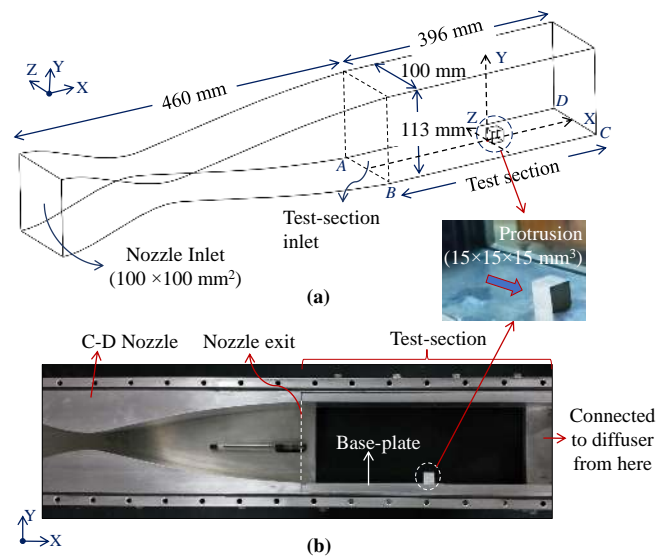 396 mm
Y
Z
X
100 mm
Y
460 mm
D
Z
X
113 mm
C
A
B
Test section
Test-section
inlet
Nozzle Inlet
(100 ×100 mm²)
Protrusion
(15×15×15 mm³)
(a)
C-D Nozzle
Nozzle exit
Test-section
Base-plate
Connected
to diffuser
from here
Y
X
(b)